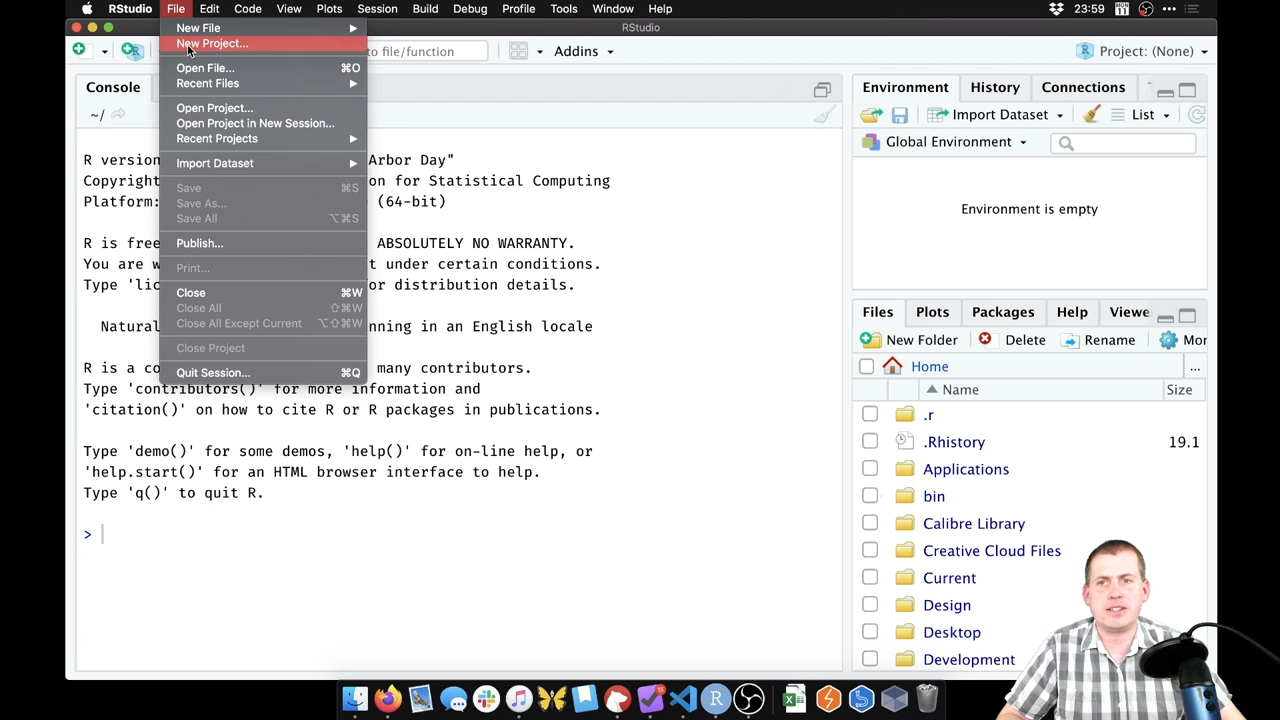 RStudio File Edit Code View Plots Session Build Debug Profile Tools Window Help 23:59 11
RStudio
to file/function Addins Project: (None)
New File
New Project...
Open File... ⌘O
Recent Files
Open Project...
Open Project in New Session...
Recent Projects
Import Dataset
Save ⌘S
Save As...
Save All ⌥⌘S
Publish...
Print...
Close ⌘W
Close All ⇧⌘W
Close All Except Current ⌥⇧⌘W
Close Project
Quit Session... ⌘Q
Console
~/
R version Arbor Day"
Copyright on for Statistical Computing
Platform: (64-bit)
R is free ABSOLUTELY NO WARRANTY.
You are w t under certain conditions.
Type 'lic for distribution details.
Natural nning in an English locale
R is a co many contributors.
Type 'contributors()' for more information and
'citation()' on how to cite R or R packages in publications.
Type 'demo()' for some demos, 'help()' for on-line help, or
'help.start()' for an HTML browser interface to help.
Type 'q()' to quit R.
>
Environment History Connections
Import Dataset List
Global Environment
Environment is empty
Files Plots Packages Help Viewe
New Folder Delete Rename Mor
Home ...
Name Size
.r
.Rhistory 19.1
Applications
bin
Calibre Library
Creative Cloud Files
Current
Design
Desktop
Development